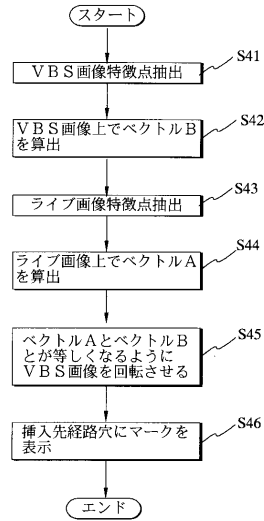 スタート
VBS画像特徴点抽出
S41
VBS画像上でベクトルB
を算出
S42
ライブ画像特徴点抽出
S43
ライブ画像上でベクトルA
を算出
S44
ベクトルAとベクトルB
とが等しくなるように
VBS画像を回転させる
S45
挿入先経路穴にマークを
表示
S46
エンド